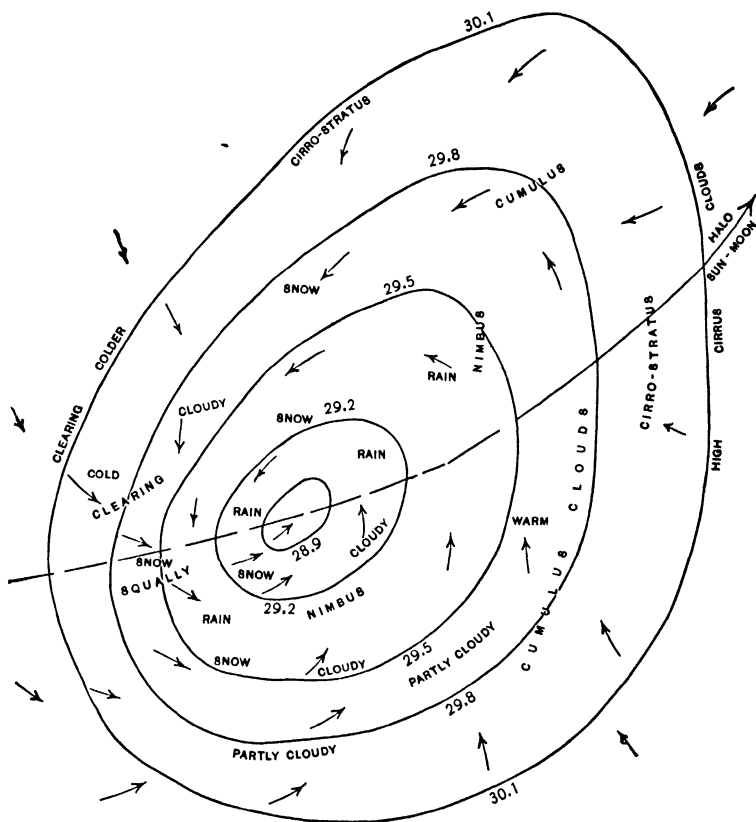 30.1
CIRRO-STRATUS
29.8
CUMULUS
CLOUDS
HALO
SUN-MOON
SNOW
29.5
NIMBUS
CIRRO-STRATUS
CIRRUS
COLDER
RAIN
CLOUDY
SNOW
29.2
CLEARING
RAIN
HIGH
COLD
CLEARING
CLOUDS
RAIN
WARM
28.9
CLOUDY
SNOW
SQUALLY
SNOW
29.2
NIMBUS
CUMULUS
RAIN
SNOW
CLOUDY
29.5
PARTLY CLOUDY
29.8
PARTLY CLOUDY
30.1